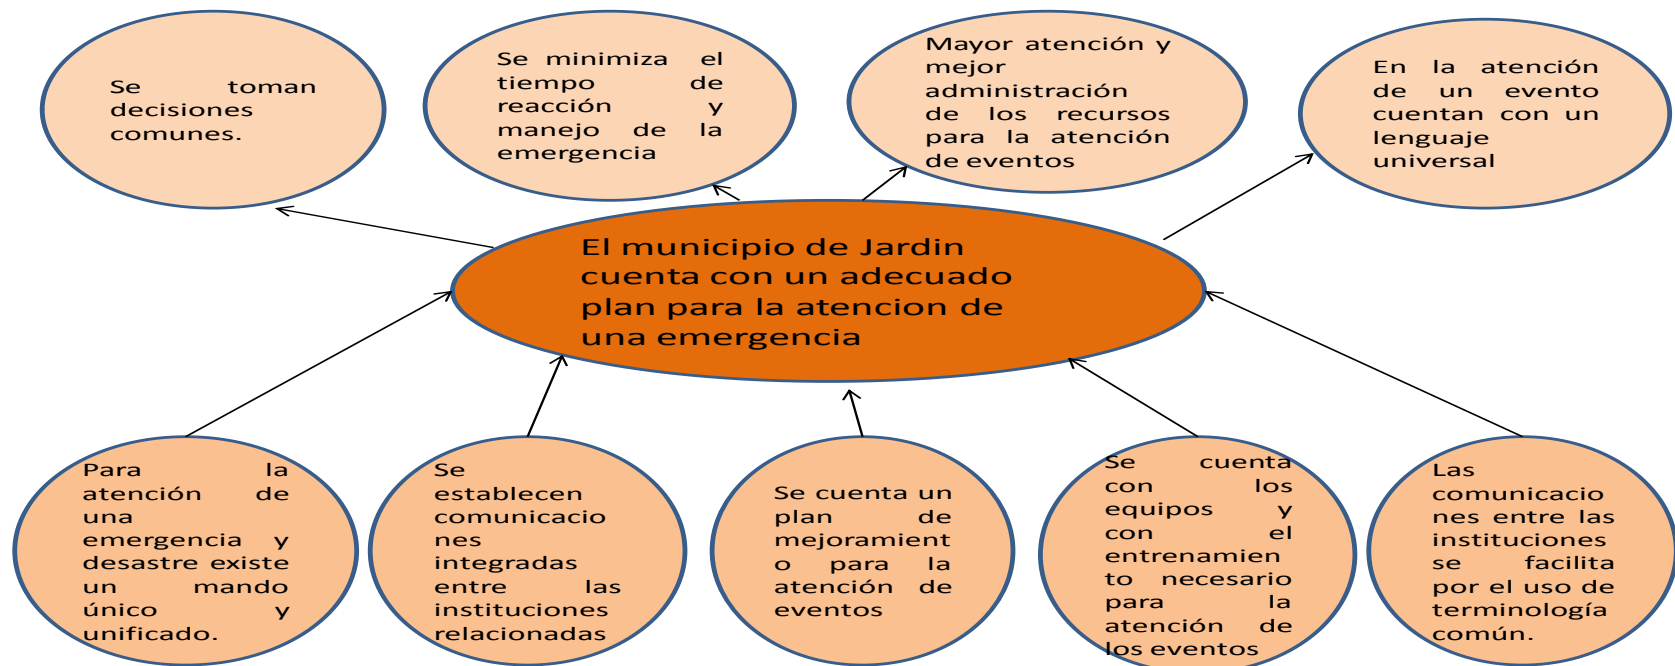 Se toman
decisiones
comunes.
Se minimiza el
tiempo de
reacción y
manejo de la
emergencia
Mayor atención y
mejor
administración
de los recursos
para la atención
de eventos
En la atención
de un evento
cuentan con un
lenguaje
universal
El municipio de Jardin
cuenta con un adecuado
plan para la atencion de
una emergencia
Para la
atención de
una
emergencia y
desastre existe
un mando
único y
unificado.
Se
establecen
comunicacio
nes
integradas
entre las
instituciones
relacionadas
Se cuenta un
plan de
mejoramient
o para la
atención de
eventos
Se cuenta
con los
equipos y
con el
entrenamien
to necesario
para la
atención de
los eventos
Las
comunicacio
nes entre las
instituciones
se facilita
por el uso de
terminología
común.